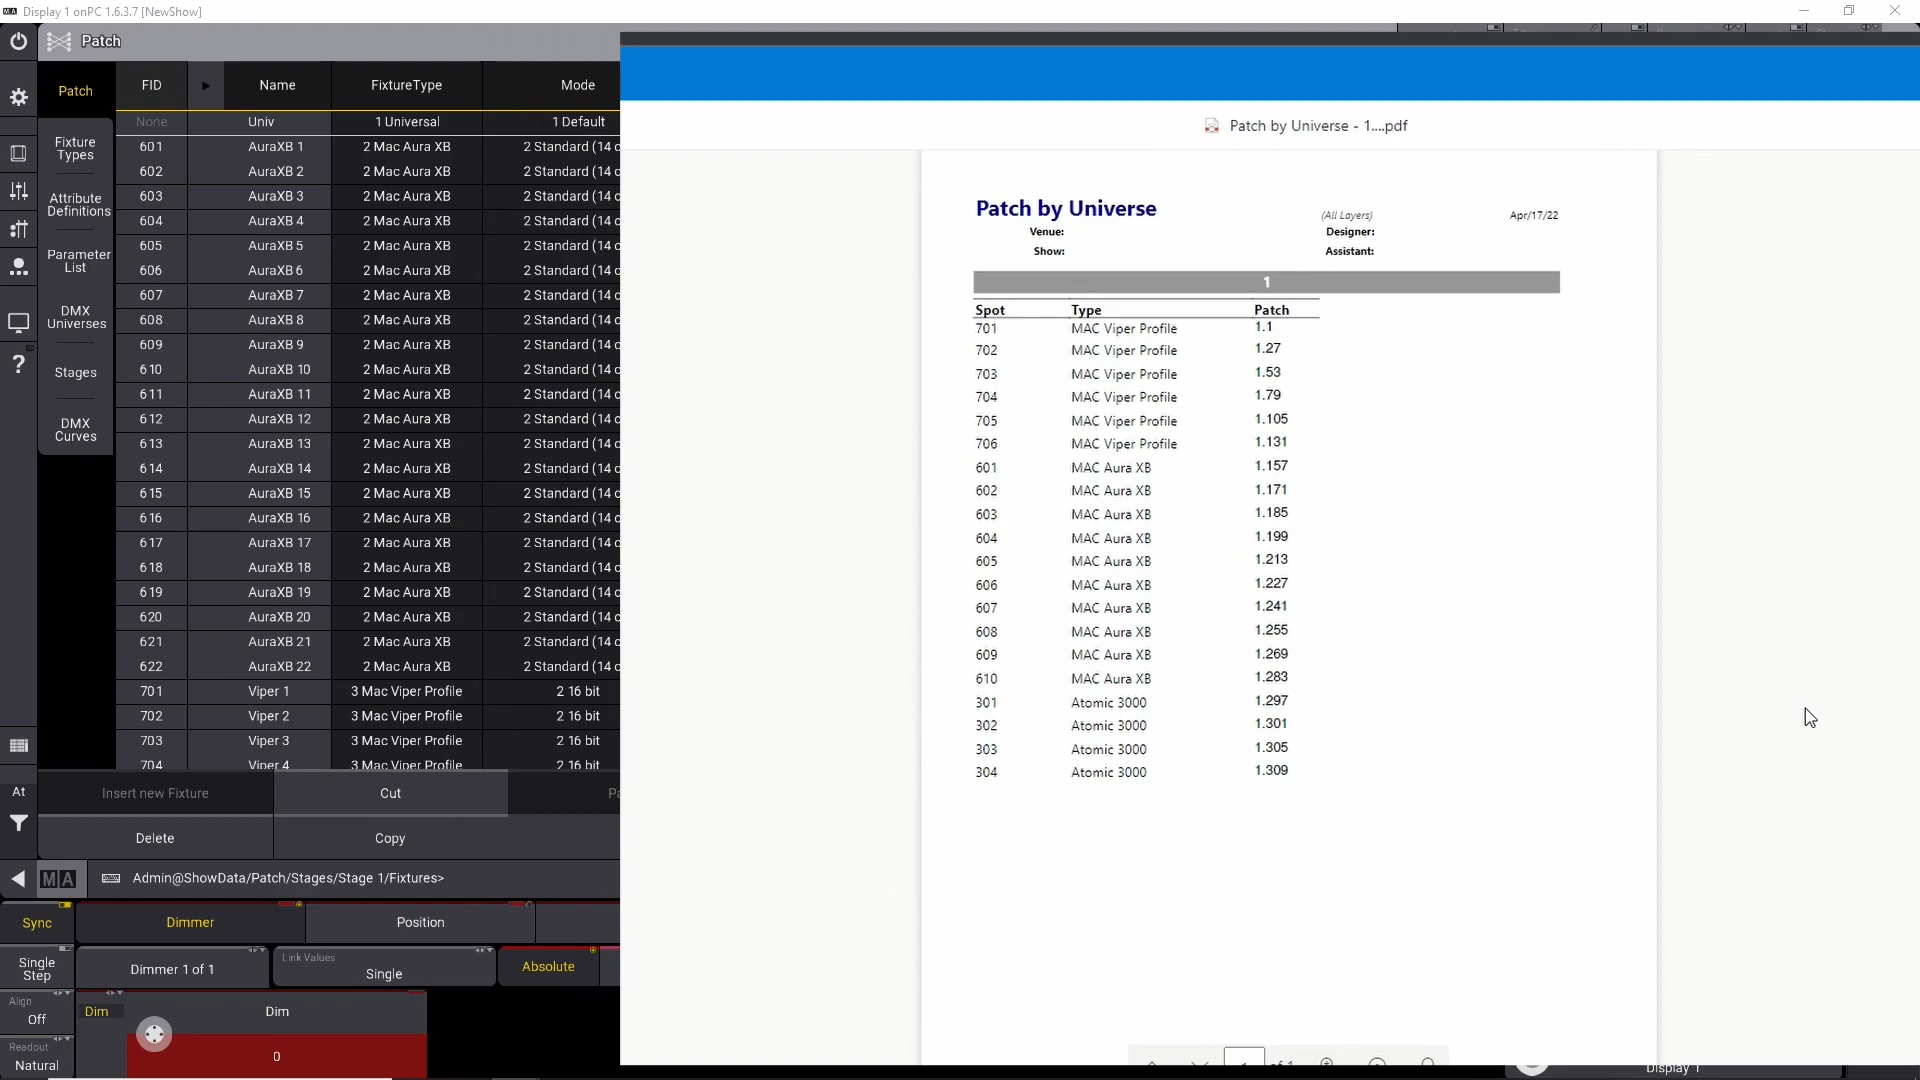 Display 1 onPC 1.6.3.7 [NewShow]
Patch
Patch
Fixture Types
Attribute Definitions
Parameter List
DMX Universes
Stages
DMX Curves
FID Name FixtureType Mode
None Univ 1 Universal 1 Default
601 AuraXB 1 2 Mac Aura XB 2 Standard (14 c
602 AuraXB 2 2 Mac Aura XB 2 Standard (14 c
603 AuraXB 3 2 Mac Aura XB 2 Standard (14 c
604 AuraXB 4 2 Mac Aura XB 2 Standard (14 c
605 AuraXB 5 2 Mac Aura XB 2 Standard (14 c
606 AuraXB 6 2 Mac Aura XB 2 Standard (14 c
607 AuraXB 7 2 Mac Aura XB 2 Standard (14 c
608 AuraXB 8 2 Mac Aura XB 2 Standard (14 c
609 AuraXB 9 2 Mac Aura XB 2 Standard (14 c
610 AuraXB 10 2 Mac Aura XB 2 Standard (14 c
611 AuraXB 11 2 Mac Aura XB 2 Standard (14 c
612 AuraXB 12 2 Mac Aura XB 2 Standard (14 c
613 AuraXB 13 2 Mac Aura XB 2 Standard (14 c
614 AuraXB 14 2 Mac Aura XB 2 Standard (14 c
615 AuraXB 15 2 Mac Aura XB 2 Standard (14 c
616 AuraXB 16 2 Mac Aura XB 2 Standard (14 c
617 AuraXB 17 2 Mac Aura XB 2 Standard (14 c
618 AuraXB 18 2 Mac Aura XB 2 Standard (14 c
619 AuraXB 19 2 Mac Aura XB 2 Standard (14 c
620 AuraXB 20 2 Mac Aura XB 2 Standard (14 c
621 AuraXB 21 2 Mac Aura XB 2 Standard (14 c
622 AuraXB 22 2 Mac Aura XB 2 Standard (14 c
701 Viper 1 3 Mac Viper Profile 2 16 bit
702 Viper 2 3 Mac Viper Profile 2 16 bit
703 Viper 3 3 Mac Viper Profile 2 16 bit
704 Viper 4 3 Mac Viper Profile 2 16 bit
Insert new Fixture Cut Pa
Delete Copy
At
MA Admin@ShowData/Patch/Stages/Stage 1/Fixtures>
Sync Dimmer Position
Single Step
Dimmer 1 of 1
Link Values
Single
Absolute
Align
Off
Dim Dim
Readout
Natural
0
Patch by Universe - 1....pdf
Patch by Universe (All Layers) Apr/17/22
Venue: Designer:
Show: Assistant:
1
Spot Type Patch
701 MAC Viper Profile 1.1
702 MAC Viper Profile 1.27
703 MAC Viper Profile 1.53
704 MAC Viper Profile 1.79
705 MAC Viper Profile 1.105
706 MAC Viper Profile 1.131
601 MAC Aura XB 1.157
602 MAC Aura XB 1.171
603 MAC Aura XB 1.185
604 MAC Aura XB 1.199
605 MAC Aura XB 1.213
606 MAC Aura XB 1.227
607 MAC Aura XB 1.241
608 MAC Aura XB 1.255
609 MAC Aura XB 1.269
610 MAC Aura XB 1.283
301 Atomic 3000 1.297
302 Atomic 3000 1.301
303 Atomic 3000 1.305
304 Atomic 3000 1.309
of 1
Display 1